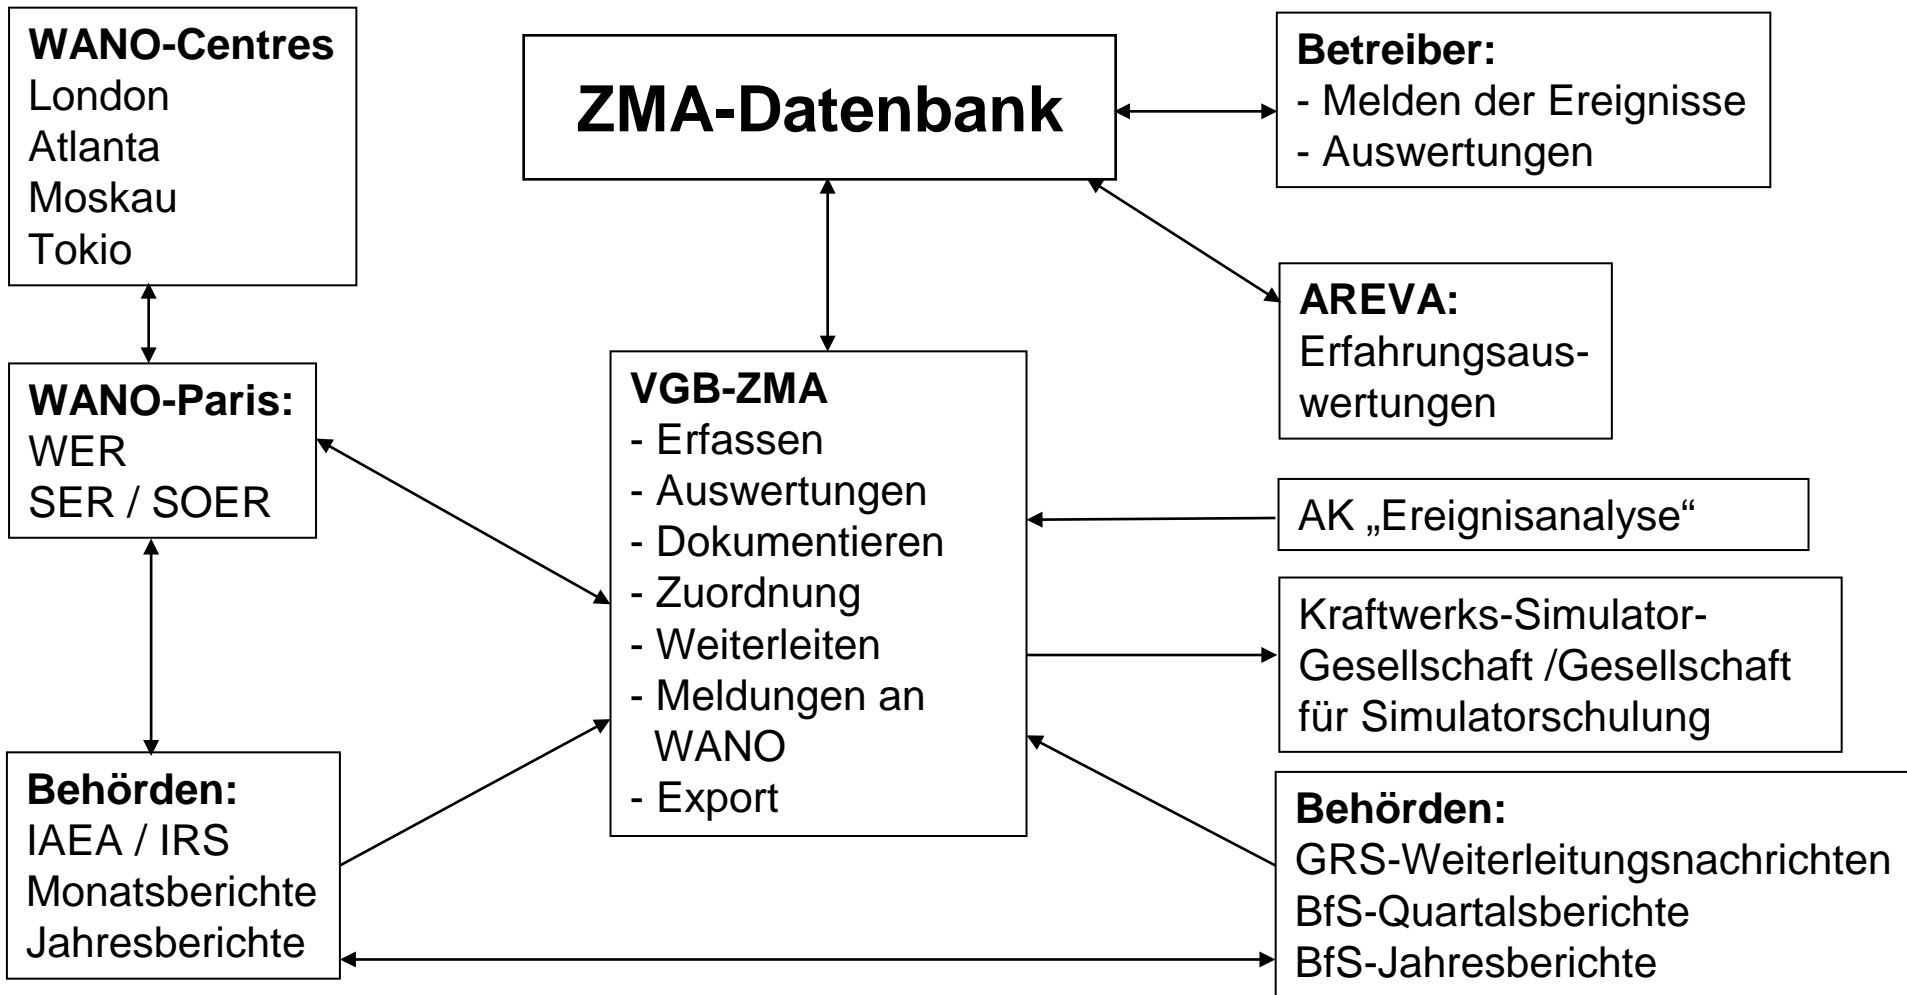 WANO-Centres
London
Atlanta
Moskau
Tokio
ZMA-Datenbank
Betreiber:
- Melden der Ereignisse
- Auswertungen
AREVA:
Erfahrungsaus-
wertungen
WANO-Paris:
WER
SER / SOER
VGB-ZMA
- Erfassen
- Auswertungen
- Dokumentieren
- Zuordnung
- Weiterleiten
- Meldungen an
WANO
- Export
AK „Ereignisanalyse“
Kraftwerks-Simulator-
Gesellschaft /Gesellschaft
für Simulatorschulung
Behörden:
IAEA / IRS
Monatsberichte
Jahresberichte
Behörden:
GRS-Weiterleitungsnachrichten
BfS-Quartalsberichte
BfS-Jahresberichte